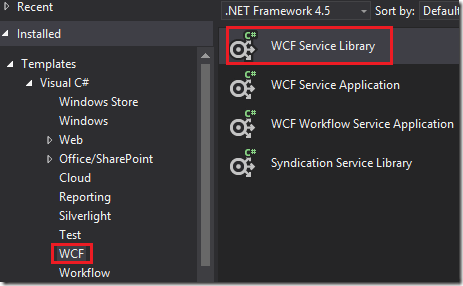 Recent
.NET Framework 4.5
Sort by:
Defaul
Installed
Templates
Visual C#
Windows Store
Windows
Web
Office/SharePoint
Cloud
Reporting
Silverlight
Test
WCF
Workflow
C#
WCF Service Library
C#
WCF Service Application
C#
WCF Workflow Service Application
C#
Syndication Service Library